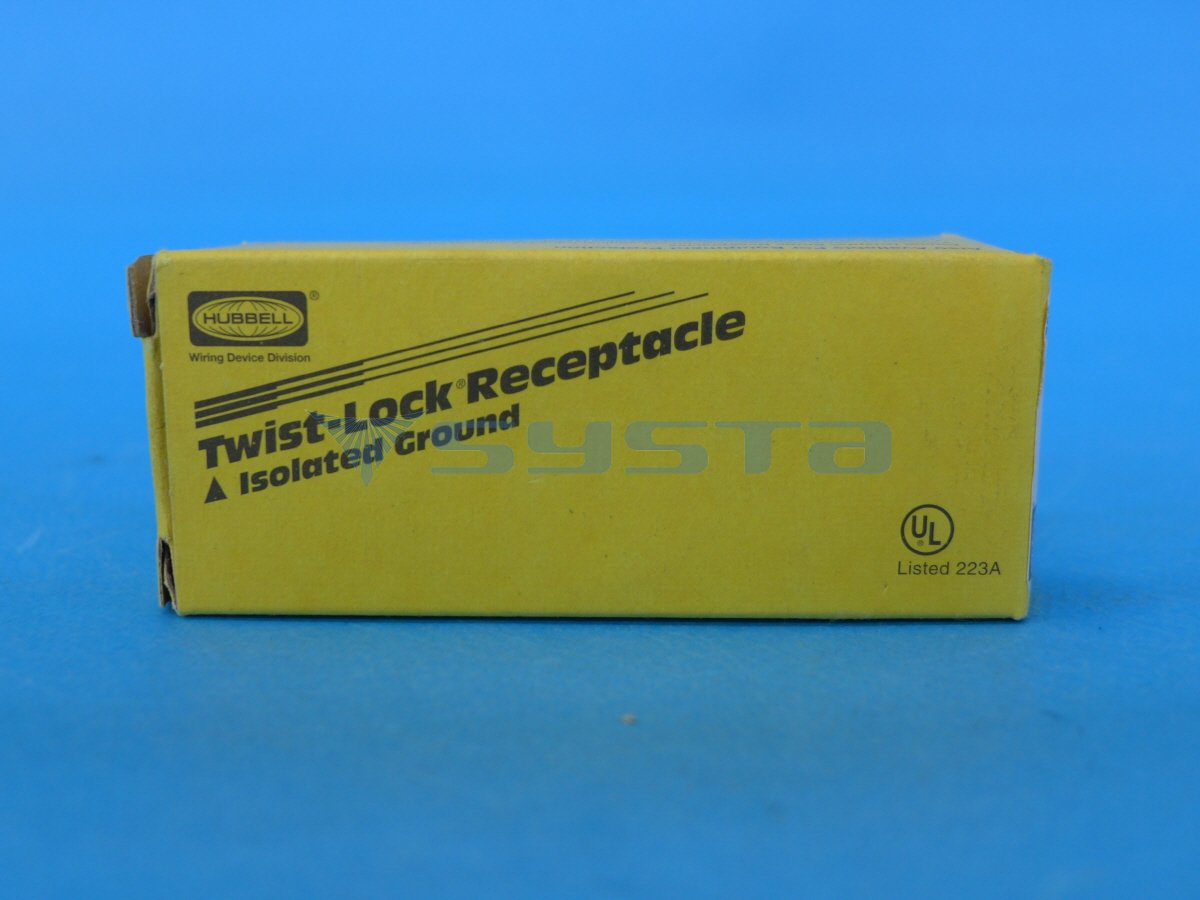 HUBBELL®
Wiring Device Division
Twist-Lock® Receptacle
▲ Isolated Ground
systa
UL®
Listed 223A